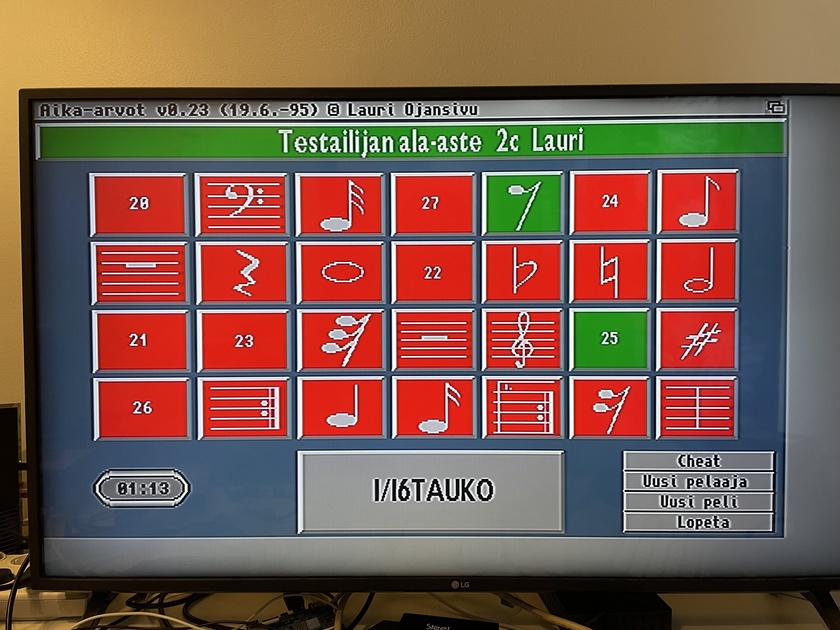 Aika-arvot v0.23 (19.6.-95) © Lauri Ojansivu
Testailijan ala-aste 2c Lauri
20
27
24
22
21
23
25
26
01:13
1/16TAUKO
Cheat
Uusi pelaaja
Uusi peli
Lopeta
LG
Steel